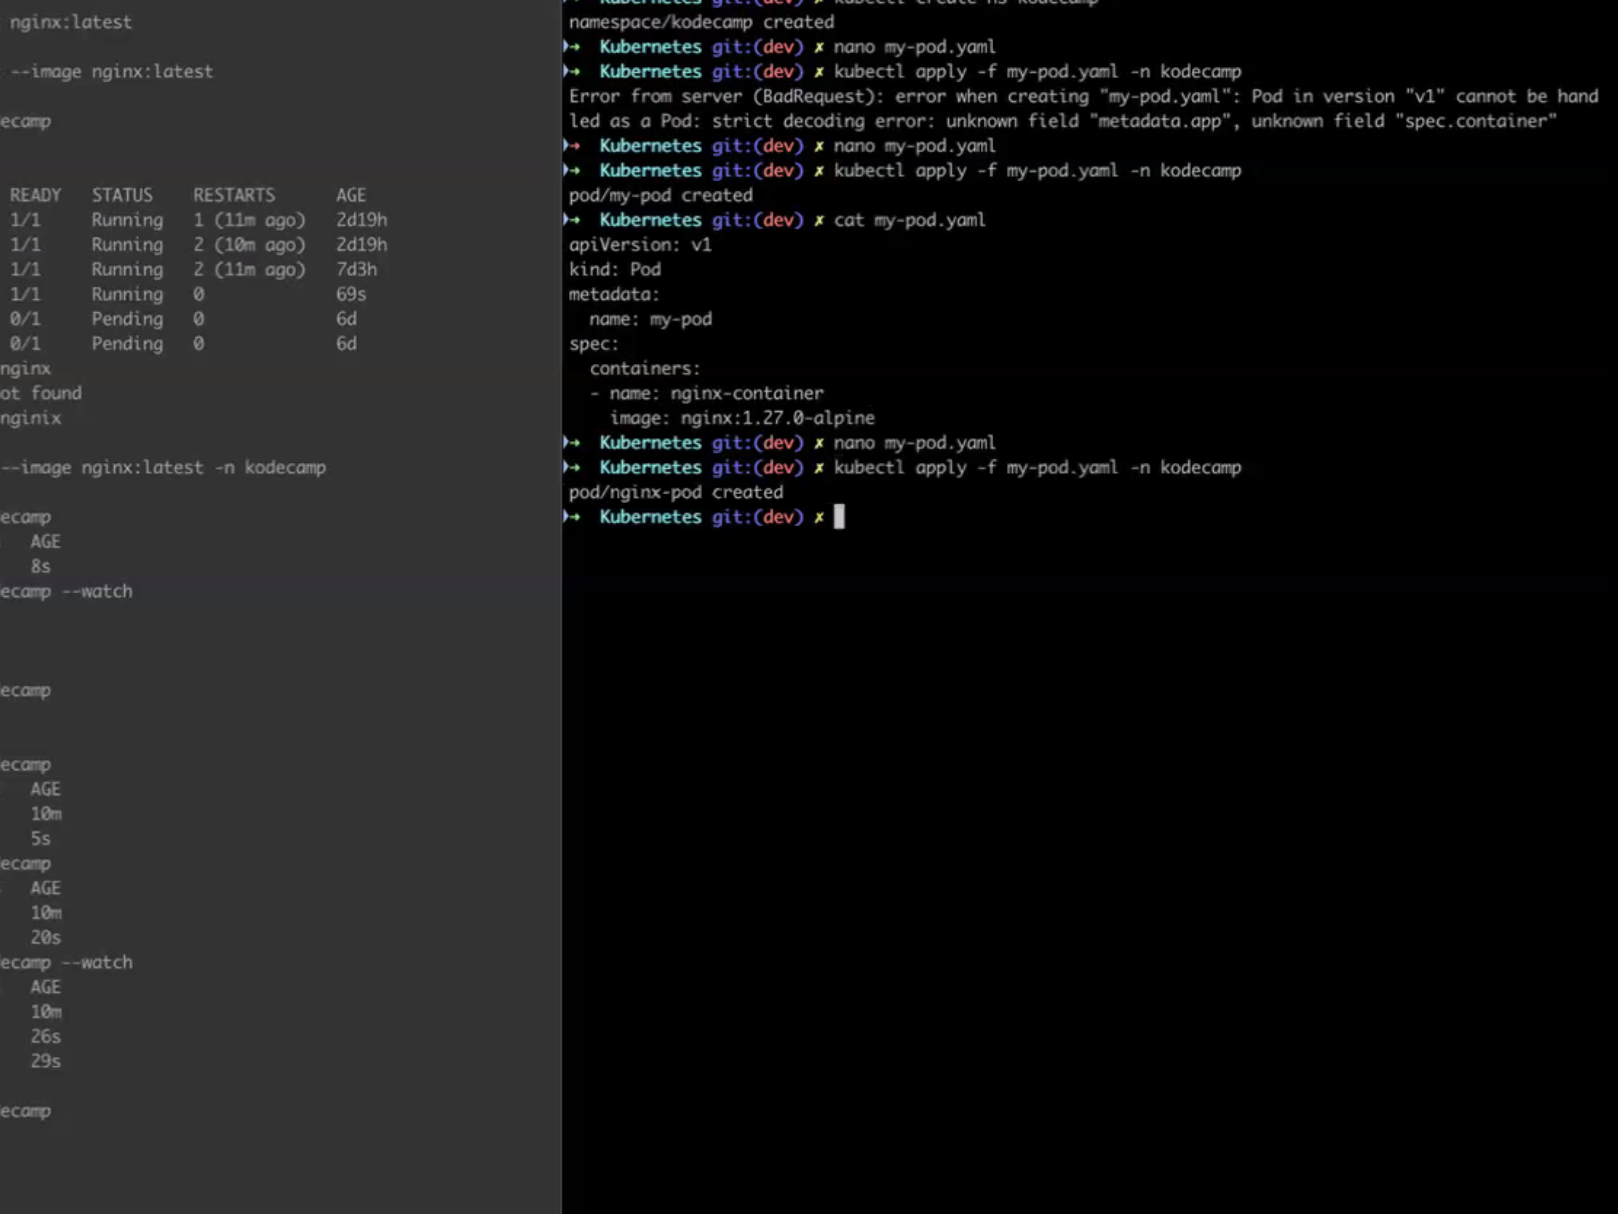 nginx:latest
--image nginx:latest
ecamp
READY STATUS RESTARTS AGE
1/1 Running 1 (11m ago) 2d19h
1/1 Running 2 (10m ago) 2d19h
1/1 Running 2 (11m ago) 7d3h
1/1 Running 0 69s
0/1 Pending 0 6d
0/1 Pending 0 6d
nginx
ot found
nginix
--image nginx:latest -n kodecamp
ecamp
AGE
8s
ecamp --watch
ecamp
ecamp
AGE
10m
5s
ecamp
AGE
10m
20s
ecamp --watch
AGE
10m
26s
29s
ecamp
kubectl create ns kodecamp
namespace/kodecamp created
➜ Kubernetes git:(dev) ✗ nano my-pod.yaml
➜ Kubernetes git:(dev) ✗ kubectl apply -f my-pod.yaml -n kodecamp
Error from server (BadRequest): error when creating "my-pod.yaml": Pod in version "v1" cannot be hand
led as a Pod: strict decoding error: unknown field "metadata.app", unknown field "spec.container"
➜ Kubernetes git:(dev) ✗ nano my-pod.yaml
➜ Kubernetes git:(dev) ✗ kubectl apply -f my-pod.yaml -n kodecamp
pod/my-pod created
➜ Kubernetes git:(dev) ✗ cat my-pod.yaml
apiVersion: v1
kind: Pod
metadata:
  name: my-pod
spec:
  containers:
  - name: nginx-container
    image: nginx:1.27.0-alpine
➜ Kubernetes git:(dev) ✗ nano my-pod.yaml
➜ Kubernetes git:(dev) ✗ kubectl apply -f my-pod.yaml -n kodecamp
pod/nginx-pod created
➜ Kubernetes git:(dev) ✗